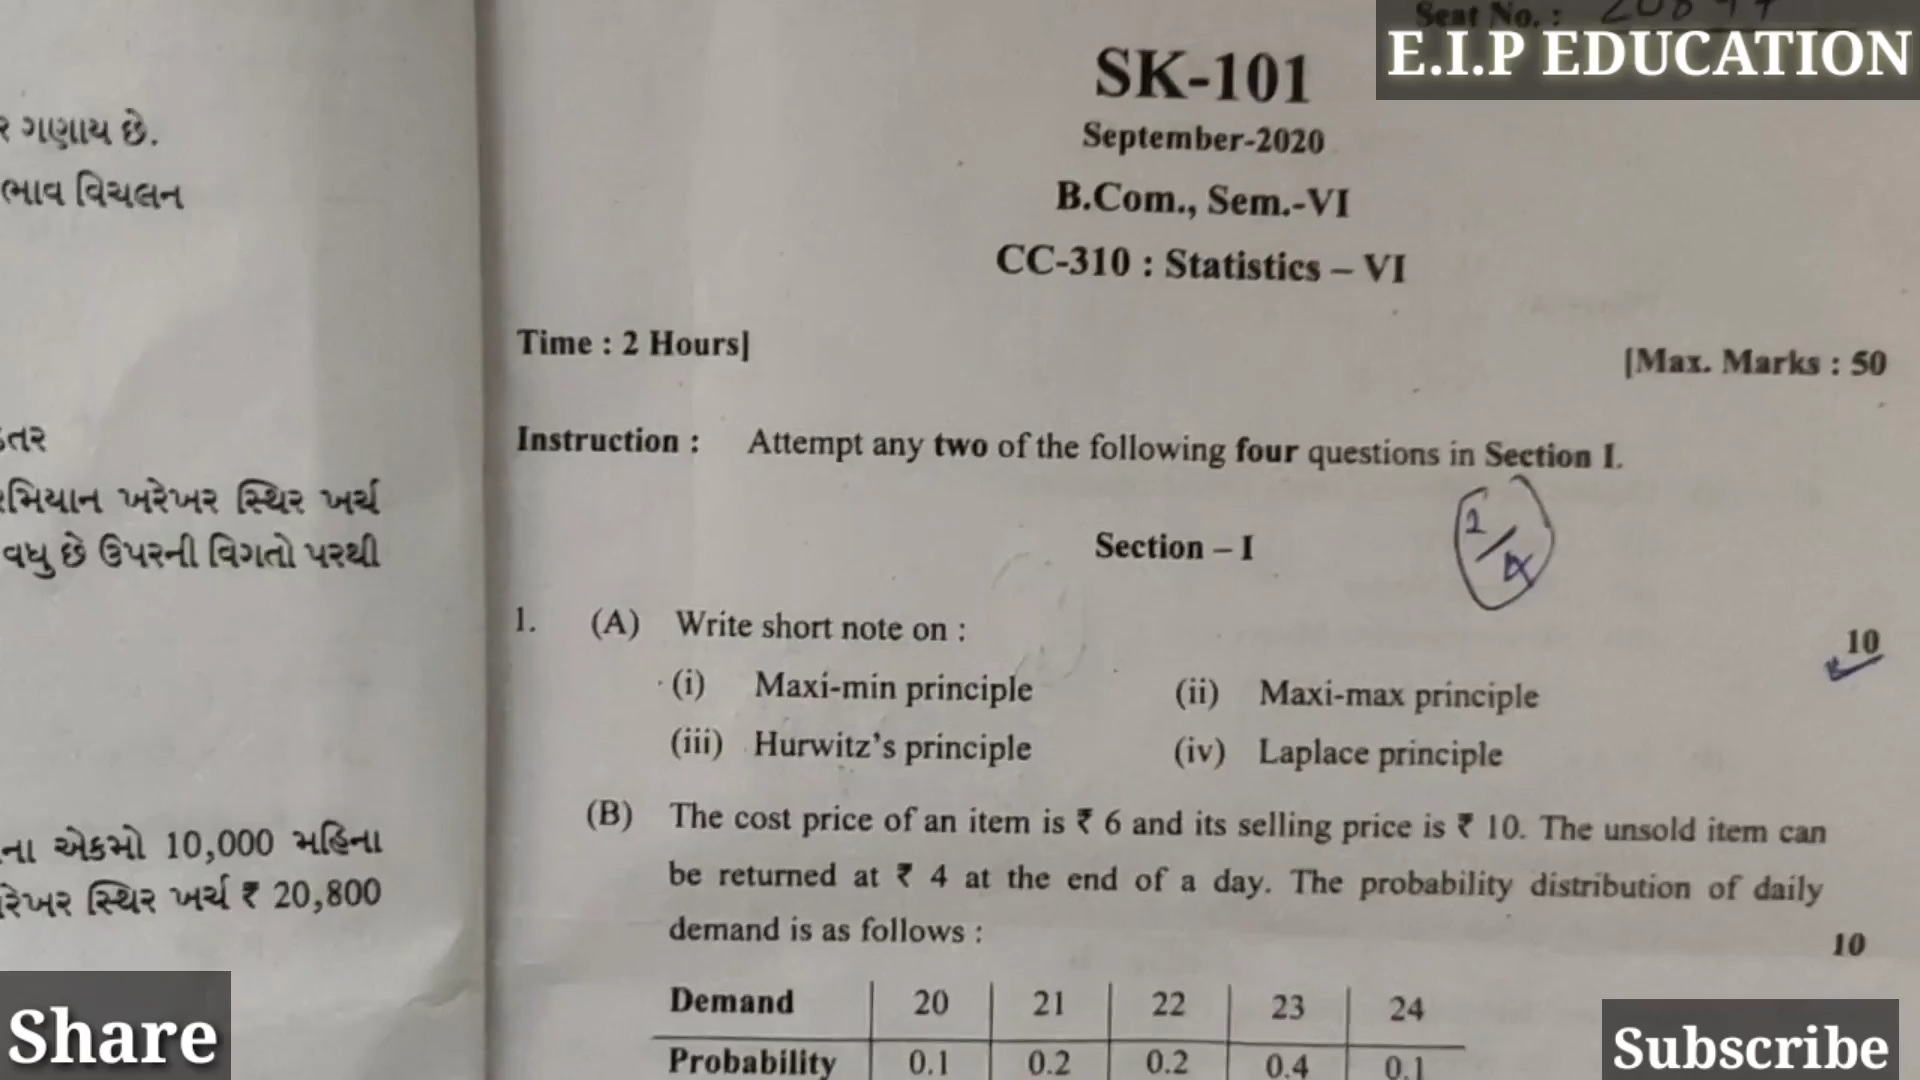 ગણાય છે.
ભાવ વિચલન
ખરેખર સ્થિર ખર્ચ
વધુ છે ઉપરની વિગતો પરથી
એકમો 10,000 મહિના
સ્થિર ખર્ચ ₹ 20,800
Seat No. :
E.I.P EDUCATION
SK-101
September-2020
B.Com., Sem.-VI
CC-310 : Statistics – VI
Time : 2 Hours]
[Max. Marks : 50
Instruction : Attempt any two of the following four questions in Section I.
Section – I
2/4
1. (A) Write short note on : 10
(i) Maxi-min principle (ii) Maxi-max principle
(iii) Hurwitz's principle (iv) Laplace principle
(B) The cost price of an item is ₹ 6 and its selling price is ₹ 10. The unsold item can
be returned at ₹ 4 at the end of a day. The probability distribution of daily
demand is as follows : 10
Demand 20 21 22 23 24
Probability 0.1 0.2 0.2 0.4 0.1
Share
Subscribe